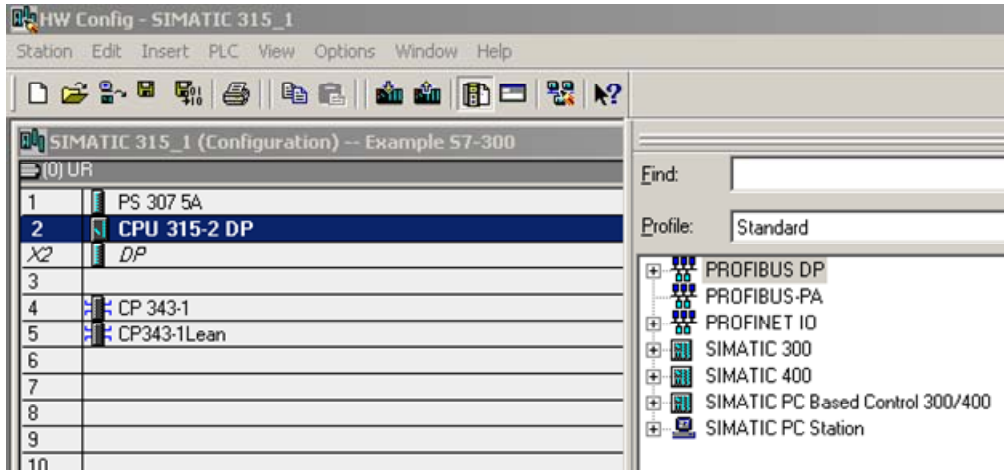 HW Config - SIMATIC 315_1
Station Edit Insert PLC View Options Window Help
SIMATIC 315_1 (Configuration) -- Example S7-300
(0) UR
1 PS 307 5A
2 CPU 315-2 DP
X2 DP
3
4 CP 343-1
5 CP343-1Lean
6
7
8
9
10
Find:
Profile: Standard
PROFIBUS DP
PROFIBUS-PA
PROFINET IO
SIMATIC 300
SIMATIC 400
SIMATIC PC Based Control 300/400
SIMATIC PC Station